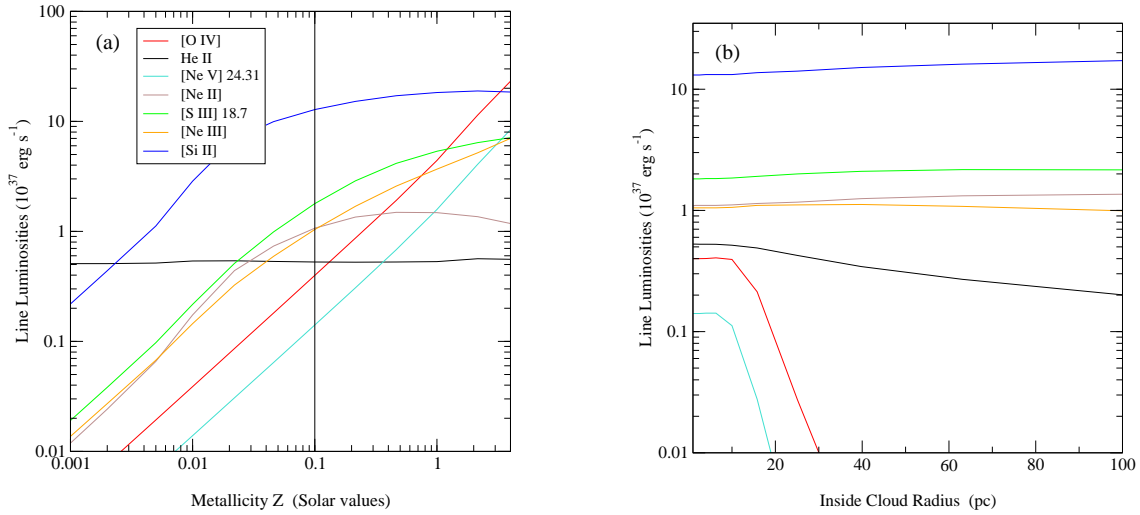 (a)
[O IV]
He II
[Ne V] 24.31
[Ne II]
[S III] 18.7
[Ne III]
[Si II]
100
10
1
0.1
0.01
Line Luminosities (10^37 erg s^-1)
0.001 0.01 0.1 1
Metallicity Z (Solar values)
(b)
10
1
0.1
0.01
Line Luminosities (10^37 erg s^-1)
20 40 60 80 100
Inside Cloud Radius (pc)